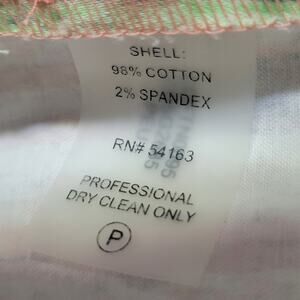 SHELL:
98% COTTON
2% SPANDEX
RN# 54163
PROFESSIONAL
DRY CLEAN ONLY
P